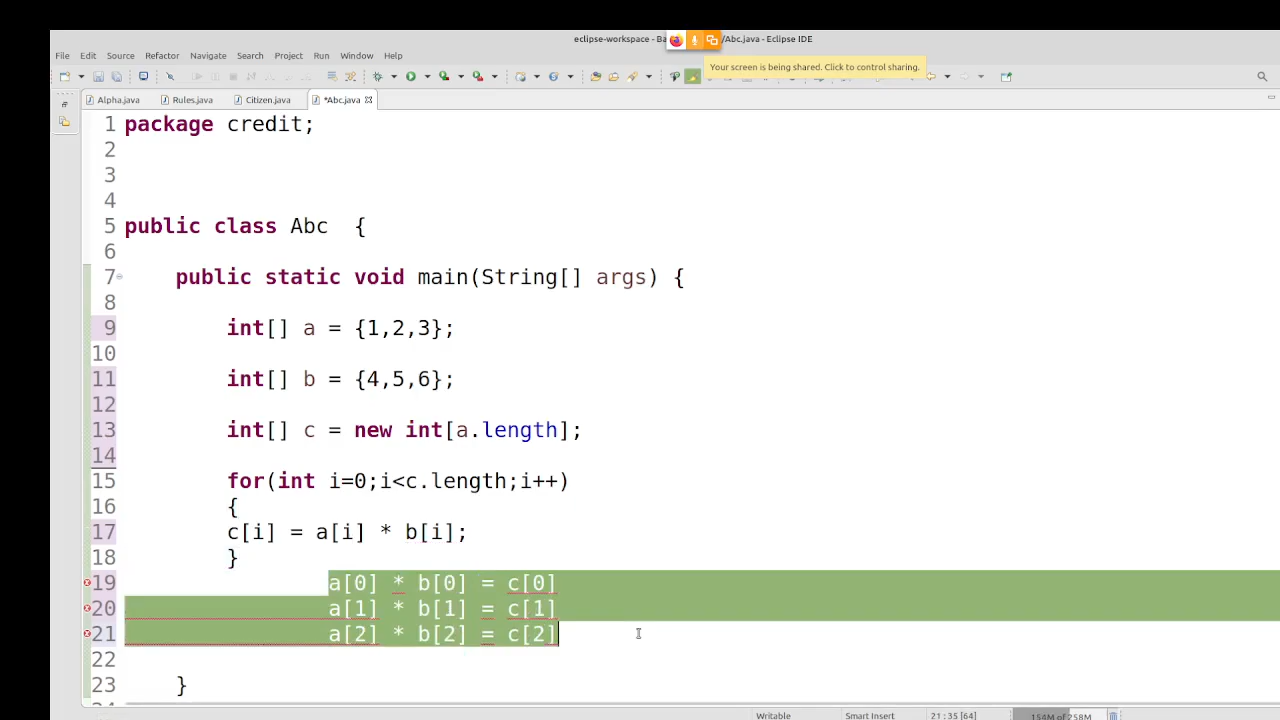 eclipse-workspace - Ba /Abc.java - Eclipse IDE
File Edit Source Refactor Navigate Search Project Run Window Help
Your screen is being shared. Click to control sharing.
Alpha.java Rules.java Citizen.java *Abc.java
1 package credit;
2
3
4
5 public class Abc {
6
7 public static void main(String[] args) {
8
9 int[] a = {1,2,3};
10
11 int[] b = {4,5,6};
12
13 int[] c = new int[a.length];
14
15 for(int i=0;i<c.length;i++)
16 {
17 c[i] = a[i] * b[i];
18 }
19 a[0] * b[0] = c[0]
20 a[1] * b[1] = c[1]
21 a[2] * b[2] = c[2]
22
23 }
Writable Smart Insert 21 : 35 [64] 154M of 258M